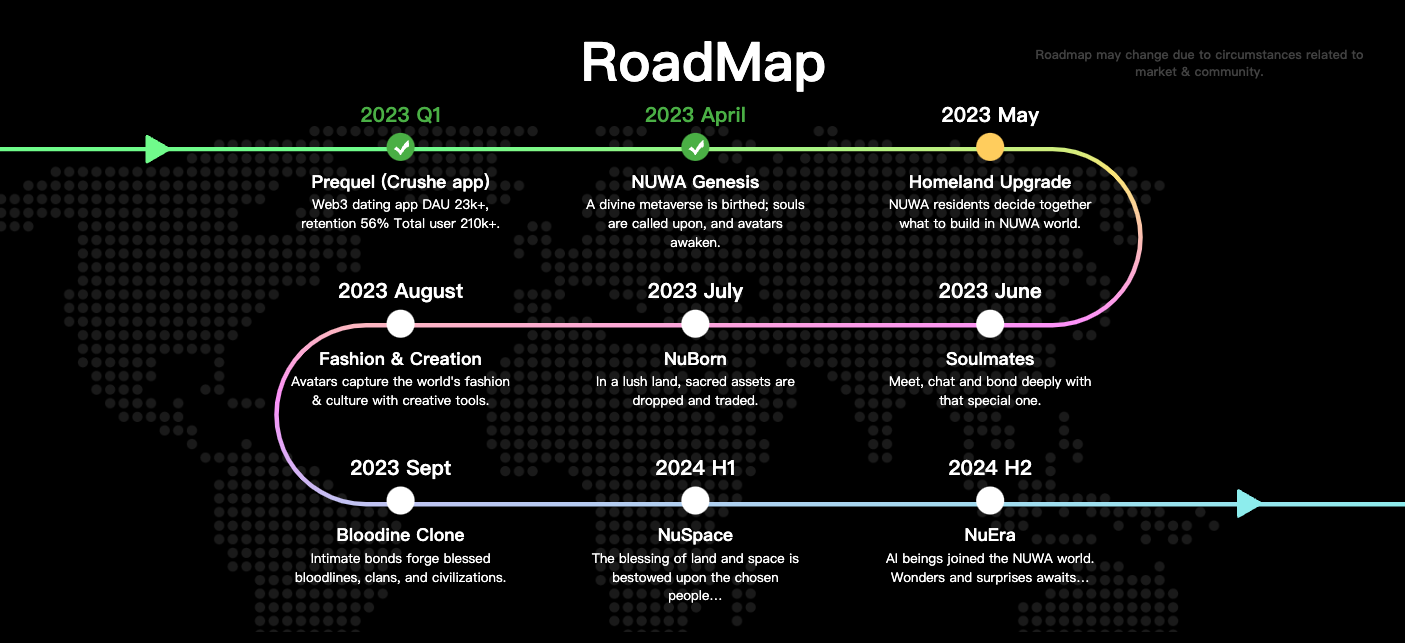 RoadMap
Roadmap may change due to circumstances related to
market & community.
2023 Q1
Prequel (Crushe app)
Web3 dating app DAU 23k+,
retention 56% Total user 210k+.
2023 April
NUWA Genesis
A divine metaverse is birthed; souls
are called upon, and avatars
awaken.
2023 May
Homeland Upgrade
NUWA residents decide together
what to build in NUWA world.
2023 June
Soulmates
Meet, chat and bond deeply with
that special one.
2023 July
NuBorn
In a lush land, sacred assets are
dropped and traded.
2023 August
Fashion & Creation
Avatars capture the world's fashion
& culture with creative tools.
2023 Sept
Bloodine Clone
Intimate bonds forge blessed
bloodlines, clans, and civilizations.
2024 H1
NuSpace
The blessing of land and space is
bestowed upon the chosen
people...
2024 H2
NuEra
AI beings joined the NUWA world.
Wonders and surprises awaits...